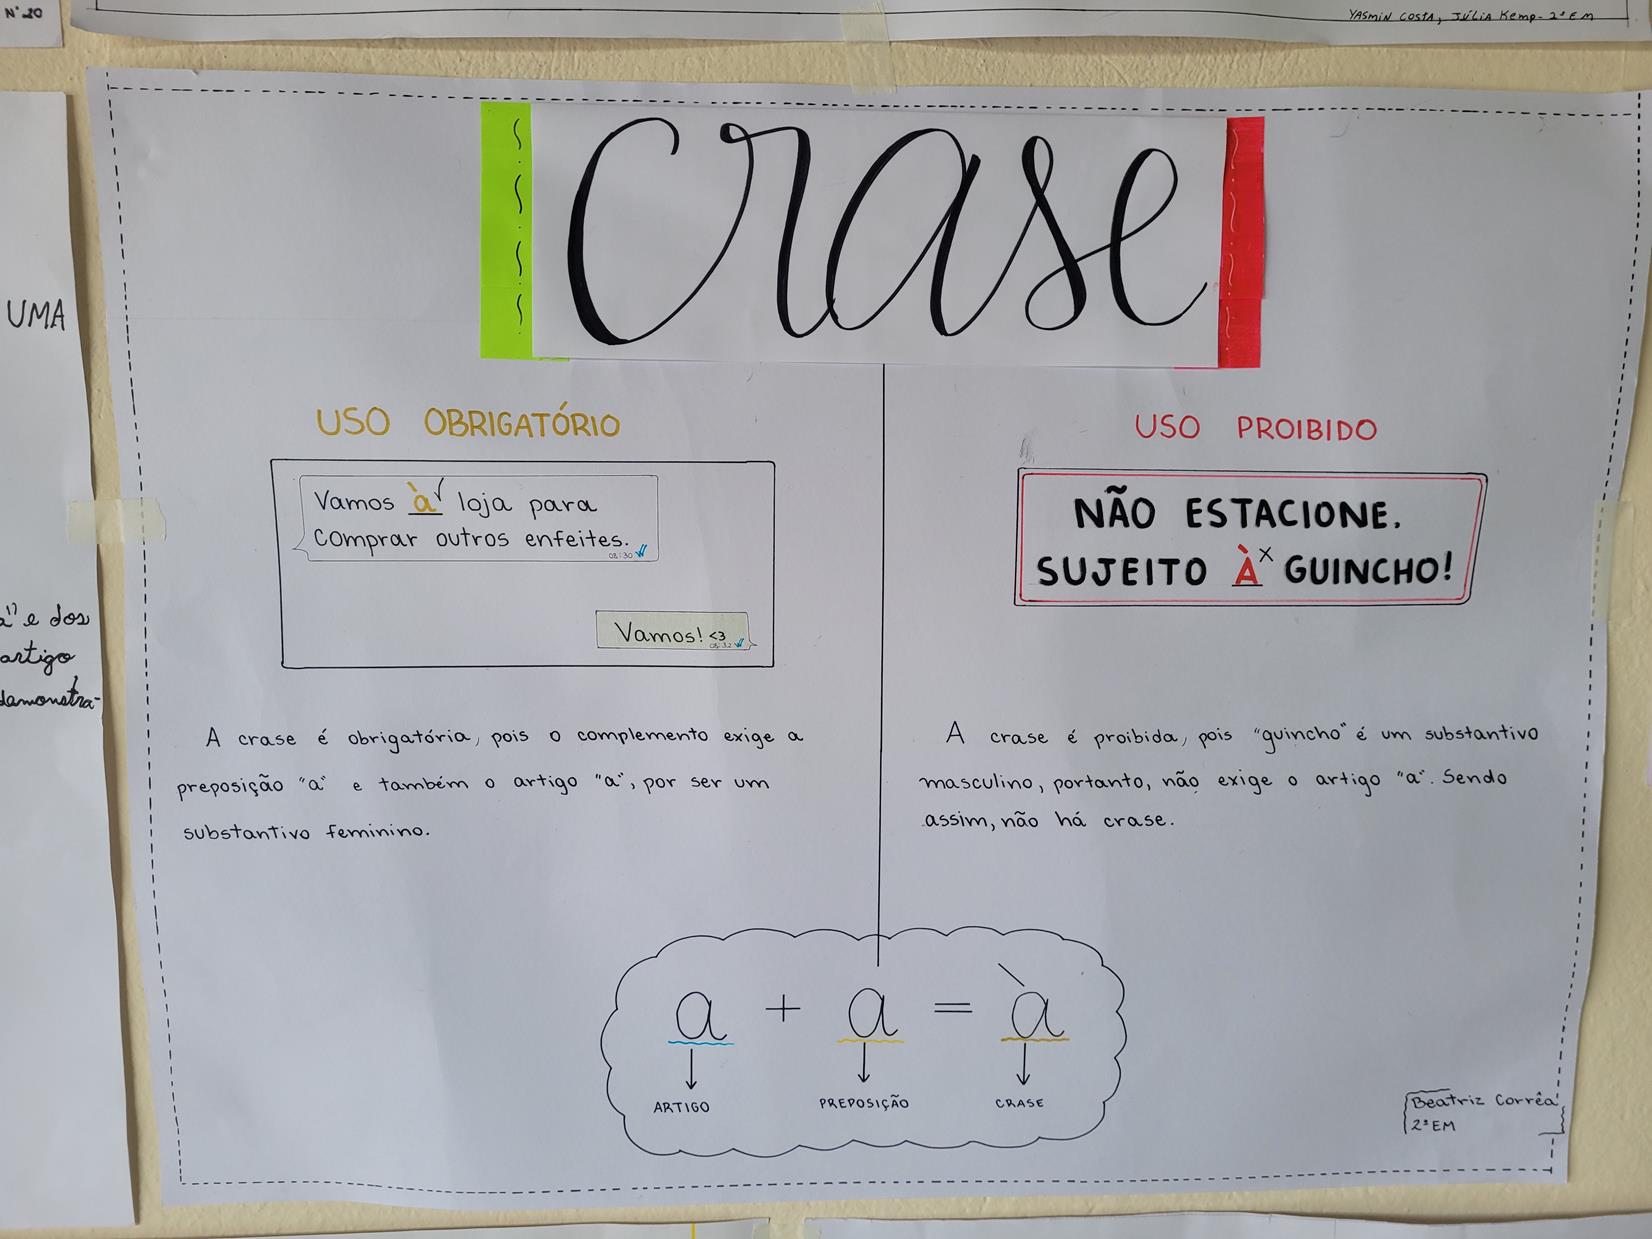 Nº 20
YASMIN COSTA, JÚLIA Kemp - 2ª EM
UMA
e dos
artigo
demonstra-
crase
USO OBRIGATÓRIO
Vamos à loja para
comprar outros enfeites.
08:30
Vamos! <3
08:32
A crase é obrigatória, pois o complemento exige a
preposição "a" e também o artigo "a", por ser um
substantivo feminino.
USO PROIBIDO
NÃO ESTACIONE.
SUJEITO À X GUINCHO!
A crase é proibida, pois "guincho" é um substantivo
masculino, portanto, não exige o artigo "a". Sendo
assim, não há crase.
a + a = à
ARTIGO PREPOSIÇÃO CRASE
Beatriz Corrêa
2ª EM